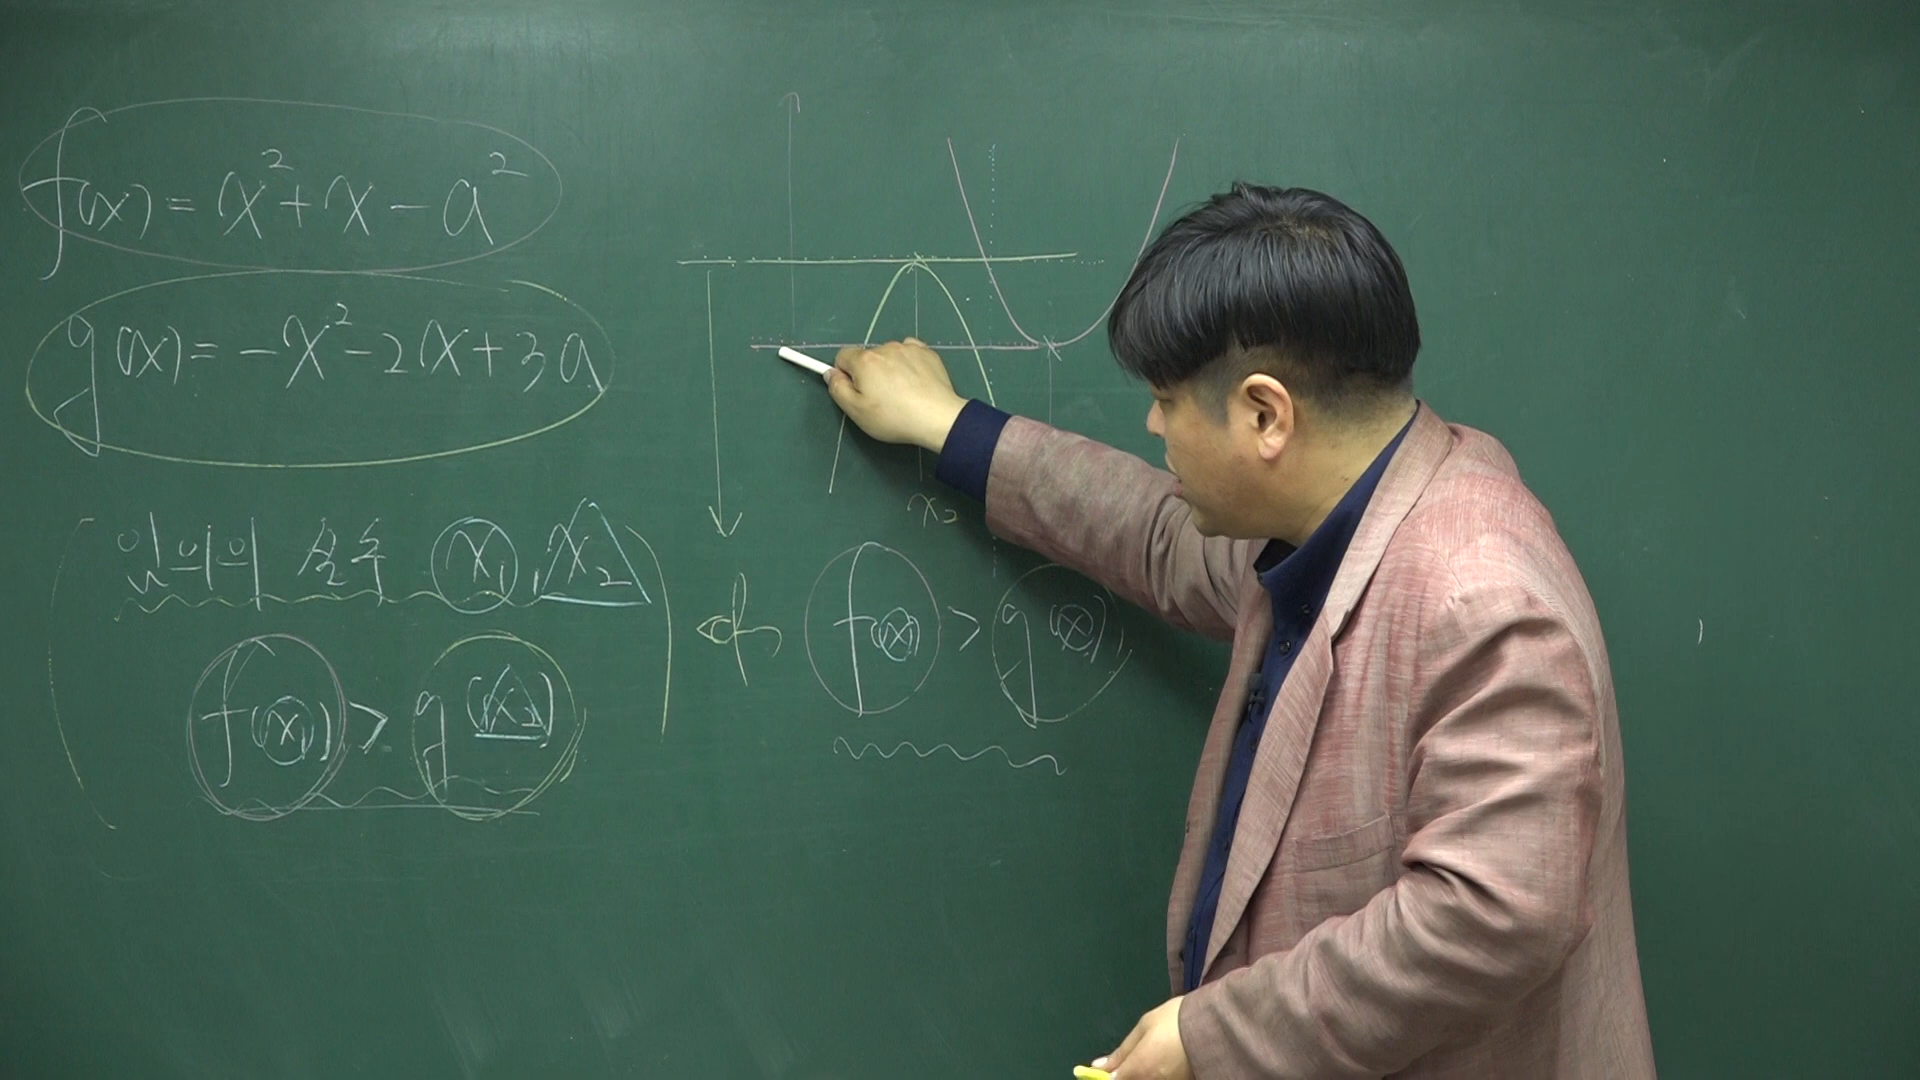 f(x) = x² + x - a²
g(x) = -x² - 2x + 3a
임의의 실수 x₁, x₂
f(x₁) > g(x₂)
x₂
f(x) > g(x)